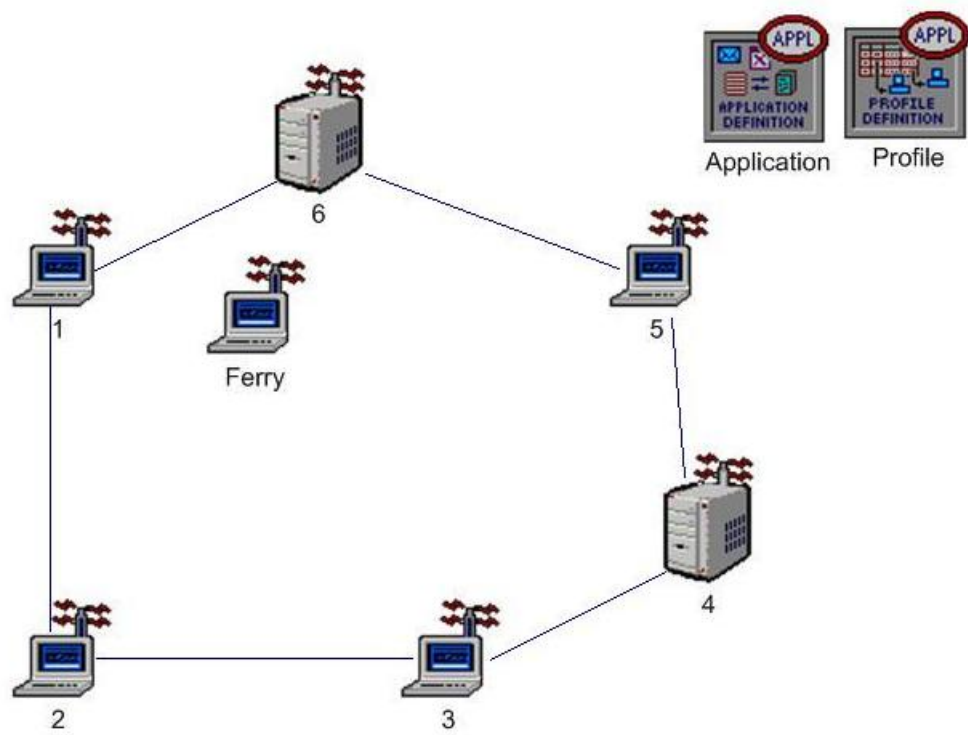 APPL
APPLICATION
DEFINITION
Application
APPL
PROFILE
DEFINITION
Profile
6
1
5
Ferry
4
2
3